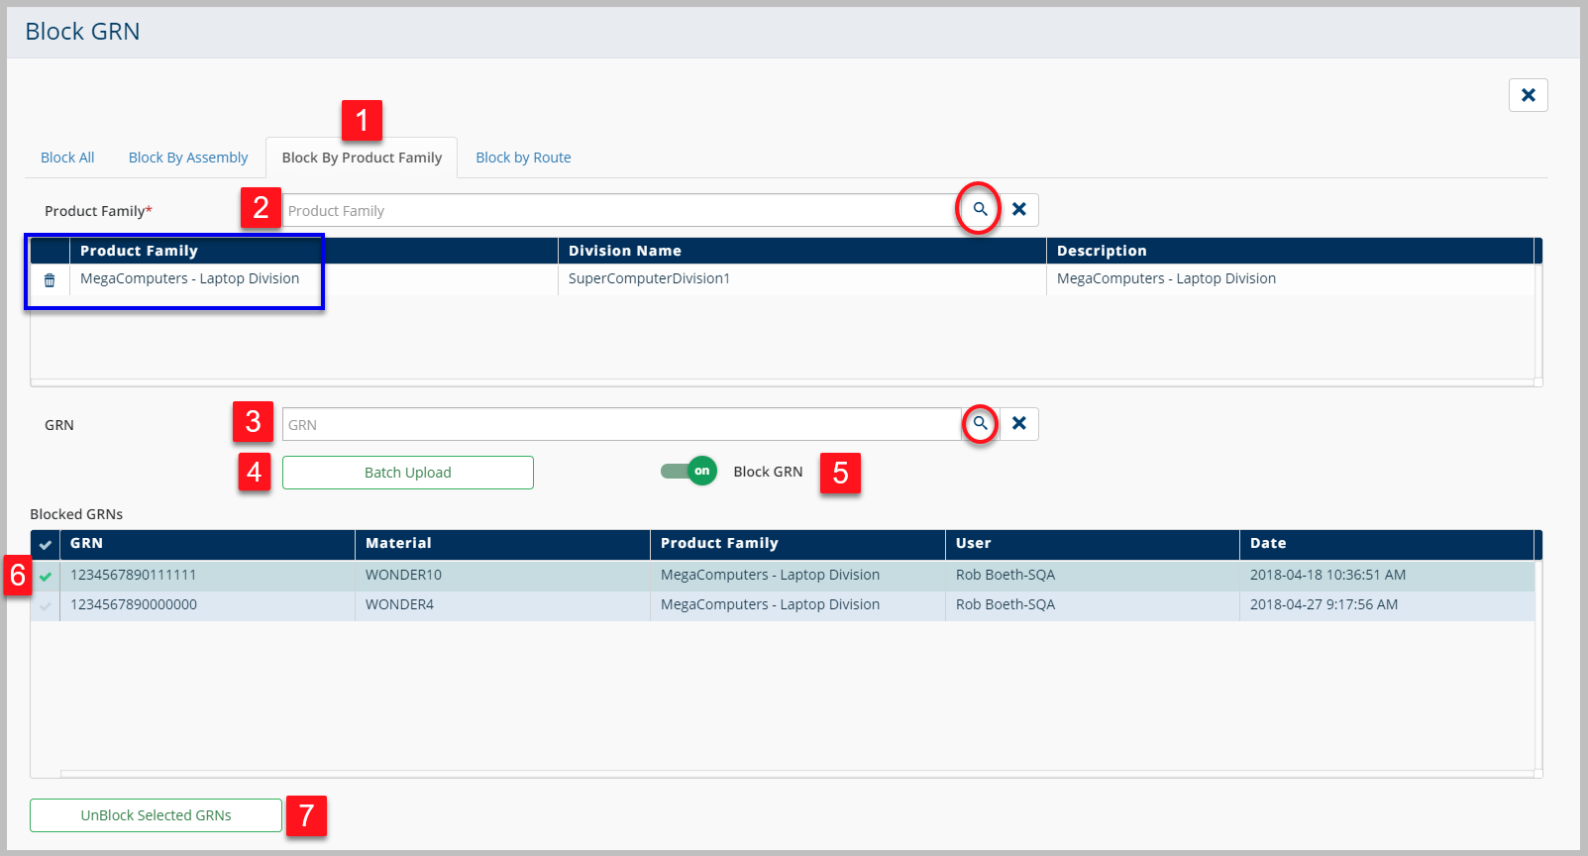 Block GRN
1
Block All Block By Assembly Block By Product Family Block by Route
Product Family* 2 Product Family
Product Family Division Name Description
MegaComputers - Laptop Division SuperComputerDivision1 MegaComputers - Laptop Division
GRN 3 GRN
4 Batch Upload on Block GRN 5
Blocked GRNs
GRN Material Product Family User Date
6 1234567890111111 WONDER10 MegaComputers - Laptop Division Rob Boeth-SQA 2018-04-18 10:36:51 AM
1234567890000000 WONDER4 MegaComputers - Laptop Division Rob Boeth-SQA 2018-04-27 9:17:56 AM
UnBlock Selected GRNs 7